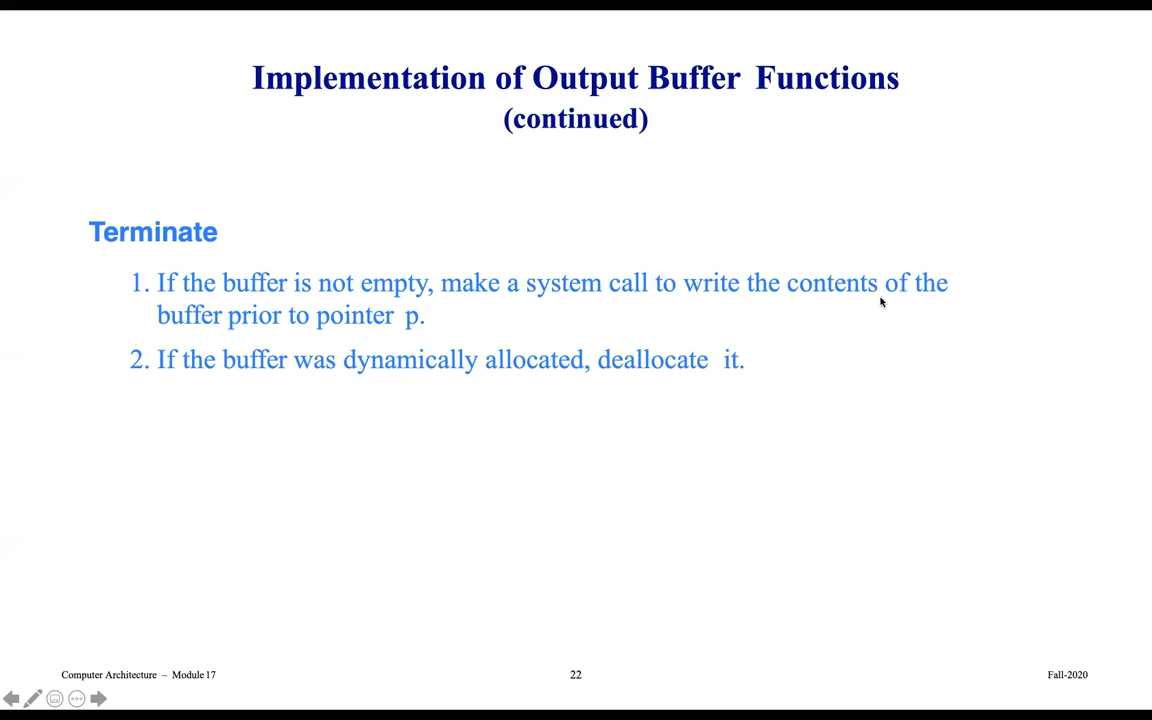 Implementation of Output Buffer Functions
(continued)
Terminate
1. If the buffer is not empty, make a system call to write the contents of the
buffer prior to pointer p.
2. If the buffer was dynamically allocated, deallocate it.
Computer Architecture – Module 17
22
Fall-2020